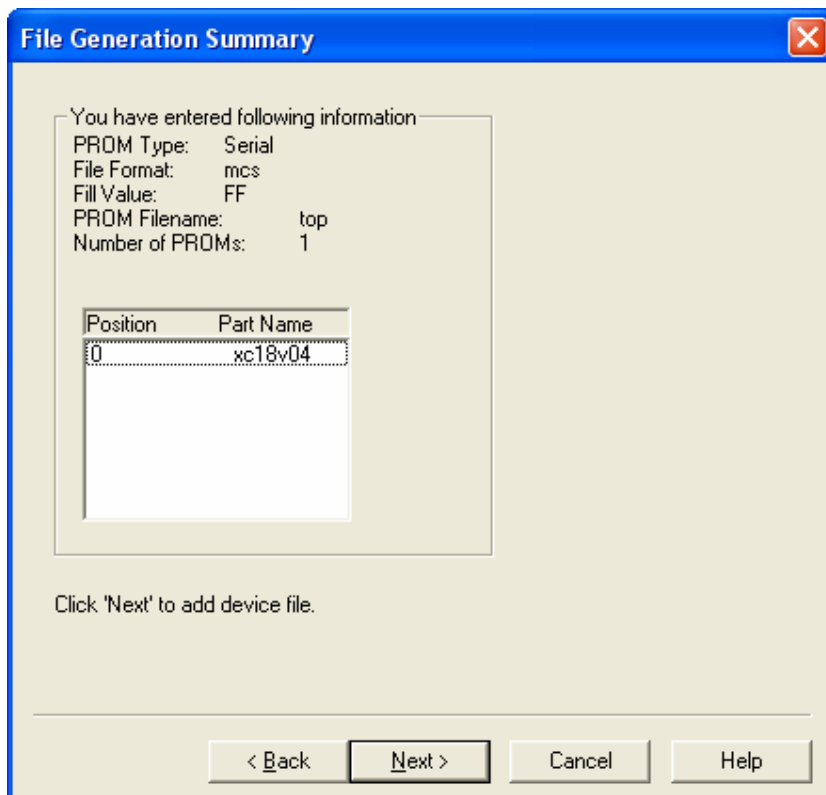 File Generation Summary
You have entered following information
PROM Type: Serial
File Format: mcs
Fill Value: FF
PROM Filename: top
Number of PROMs: 1
Position Part Name
0 xc18v04
Click 'Next' to add device file.
< Back Next > Cancel Help